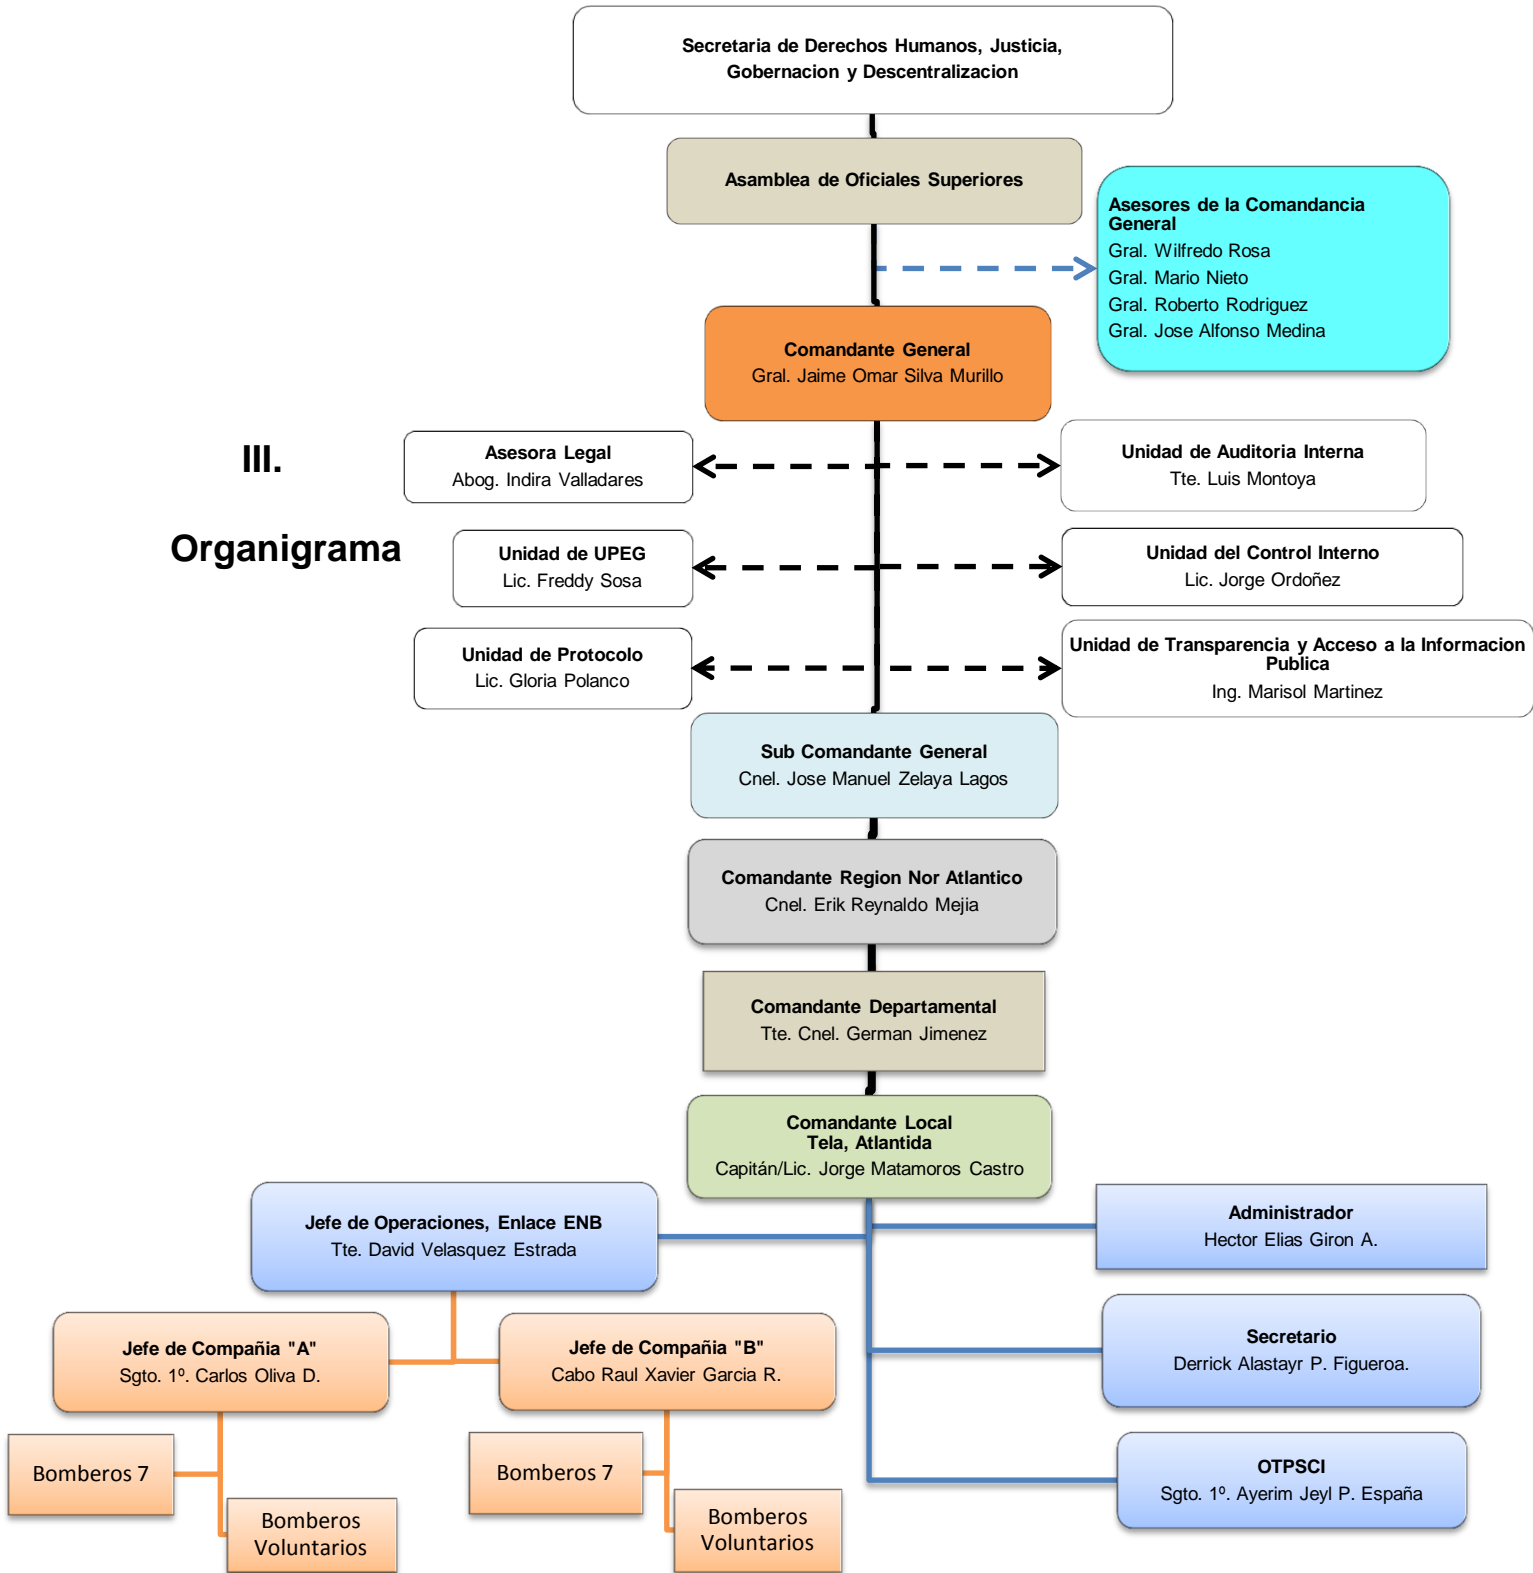 Secretaria de Derechos Humanos, Justicia,
Gobernacion y Descentralizacion
Asamblea de Oficiales Superiores
Asesores de la Comandancia
General
Gral. Wilfredo Rosa
Gral. Mario Nieto
Gral. Roberto Rodriguez
Gral. Jose Alfonso Medina
Comandante General
Gral. Jaime Omar Silva Murillo
III.
Organigrama
Asesora Legal
Abog. Indira Valladares
Unidad de Auditoria Interna
Tte. Luis Montoya
Unidad de UPEG
Lic. Freddy Sosa
Unidad del Control Interno
Lic. Jorge Ordoñez
Unidad de Protocolo
Lic. Gloria Polanco
Unidad de Transparencia y Acceso a la Informacion
Publica
Ing. Marisol Martinez
Sub Comandante General
Cnel. Jose Manuel Zelaya Lagos
Comandante Region Nor Atlantico
Cnel. Erik Reynaldo Mejia
Comandante Departamental
Tte. Cnel. German Jimenez
Comandante Local
Tela, Atlantida
Capitán/Lic. Jorge Matamoros Castro
Jefe de Operaciones, Enlace ENB
Tte. David Velasquez Estrada
Administrador
Hector Elias Giron A.
Jefe de Compañia "A"
Sgto. 1º. Carlos Oliva D.
Jefe de Compañia "B"
Cabo Raul Xavier Garcia R.
Secretario
Derrick Alastayr P. Figueroa.
Bomberos 7
Bomberos
Voluntarios
Bomberos 7
Bomberos
Voluntarios
OTPSCI
Sgto. 1º. Ayerim Jeyl P. España